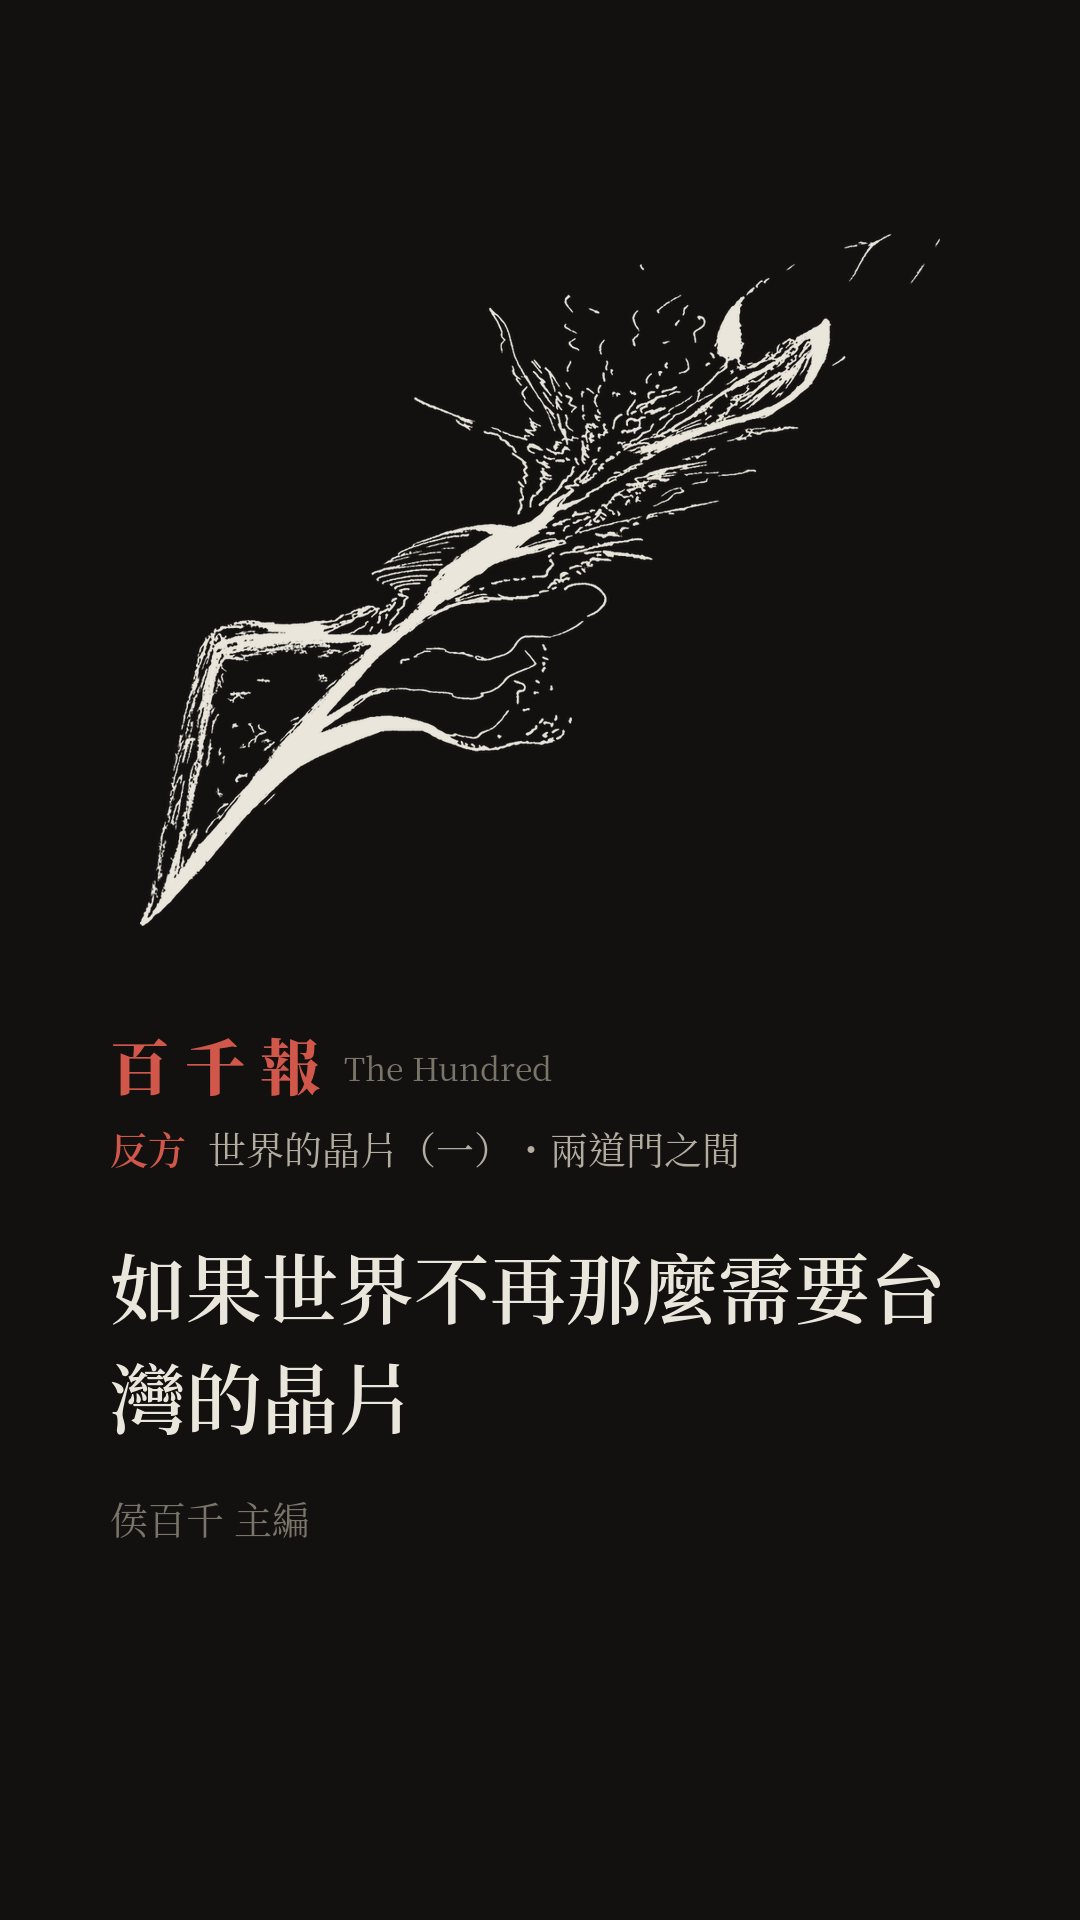 百千報 The Hundred
反方 世界的晶片（一）・兩道門之間
如果世界不再那麼需要台
灣的晶片
侯百千 主編